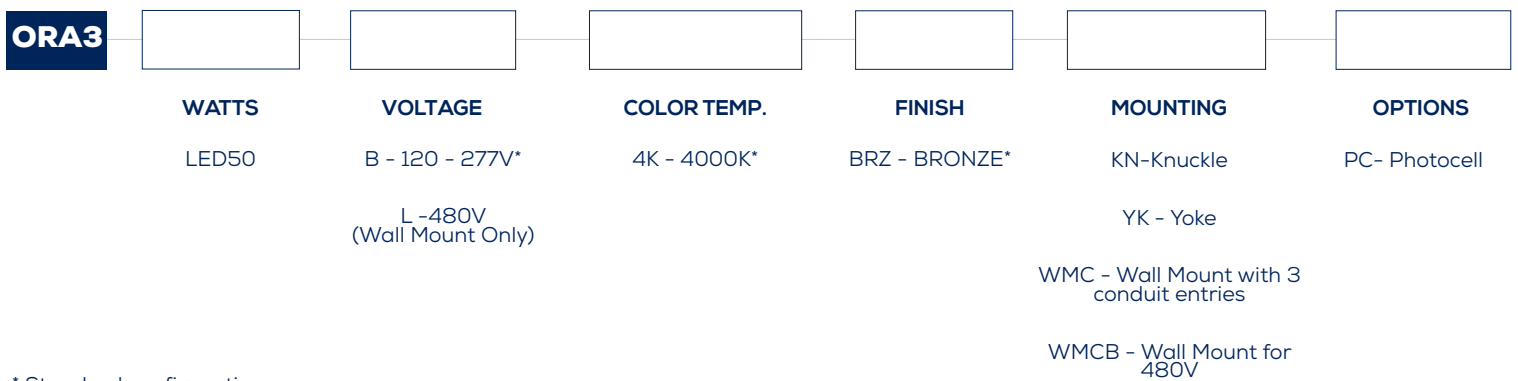 ORA3
WATTS VOLTAGE COLOR TEMP. FINISH MOUNTING OPTIONS
LED50 B - 120 - 277V* 4K - 4000K* BRZ - BRONZE* KN-Knuckle PC- Photocell
L -480V
(Wall Mount Only)
YK - Yoke
WMC - Wall Mount with 3
conduit entries
WMCB - Wall Mount for
480V